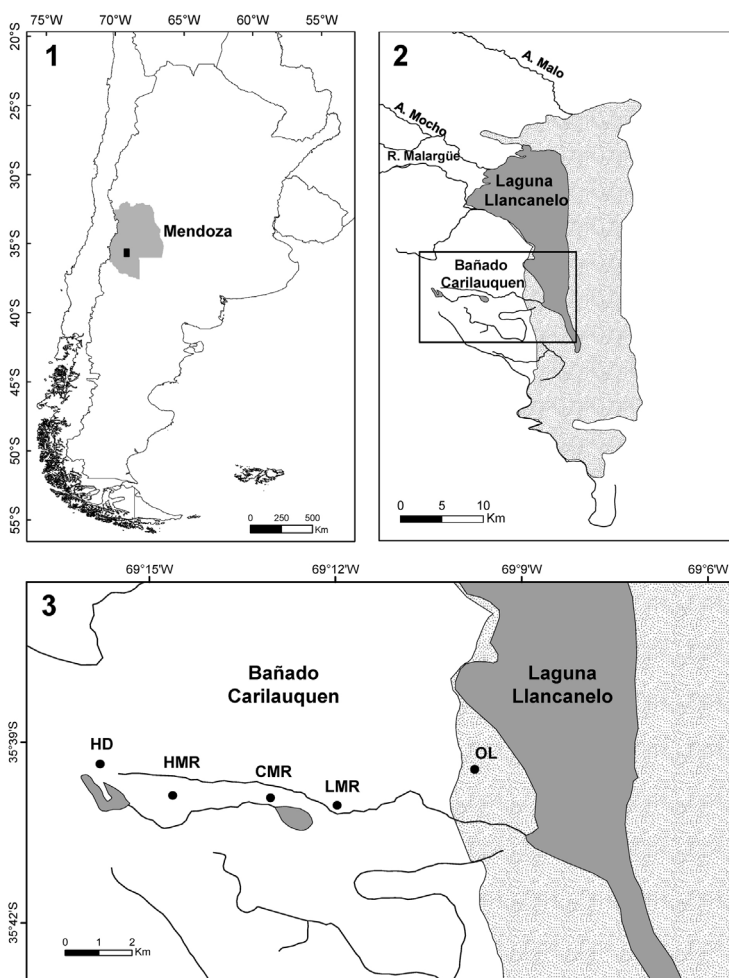 75°W 70°W 65°W 60°W 55°W
20°S
25°S
30°S
35°S
40°S
45°S
50°S
55°S
1
Mendoza
0 250 500
Km
2
A. Malo
A. Mocho
R. Malargüe
Laguna
Llancanelo
Bañado
Carilauquen
0 5 10
Km
69°15'W 69°12'W 69°9'W 69°6'W
35°39'S
35°42'S
3
Bañado
Carilauquen
Laguna
Llancanelo
HD
HMR
CMR
LMR
OL
0 1 2
Km